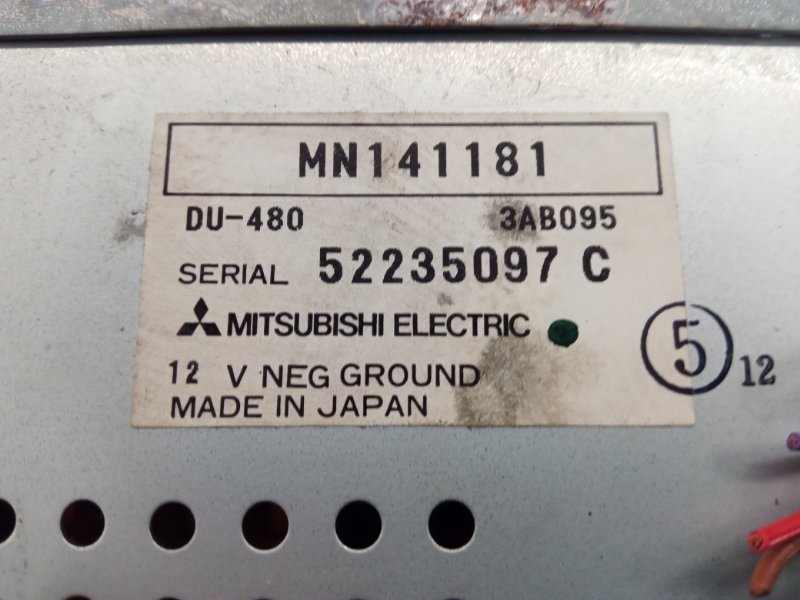 MN141181
DU-480 3AB095
SERIAL 52235097 C
MITSUBISHI ELECTRIC
12 V NEG GROUND
MADE IN JAPAN
5 12